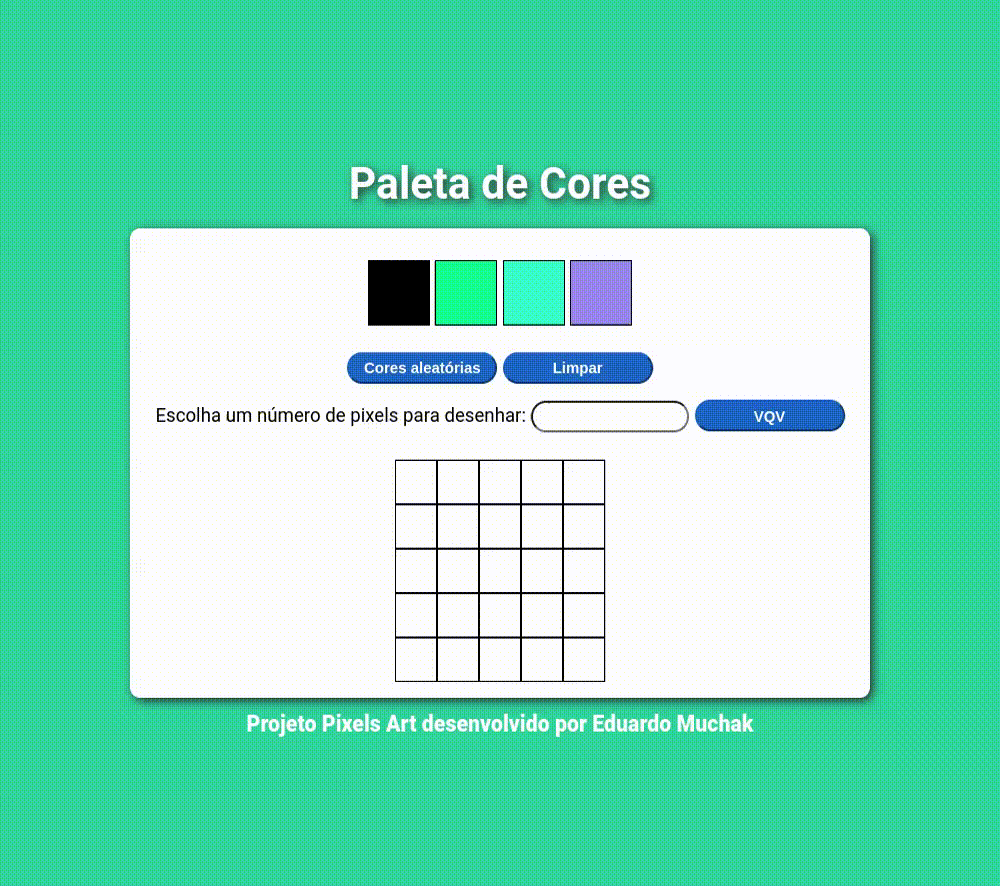 Paleta de Cores
Cores aleatórias Limpar
Escolha um número de pixels para desenhar: VQV
Projeto Pixels Art desenvolvido por Eduardo Muchak